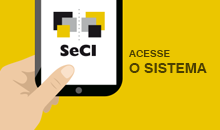 SeCI
ACESSE
O SISTEMA